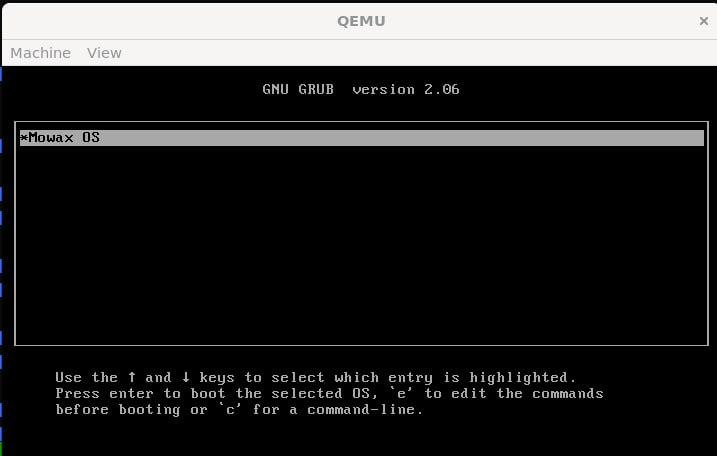 QEMU
×
Machine View
GNU GRUB version 2.06
*Mowax OS
Use the ↑ and ↓ keys to select which entry is highlighted.
Press enter to boot the selected OS, `e' to edit the commands
before booting or `c' for a command-line.